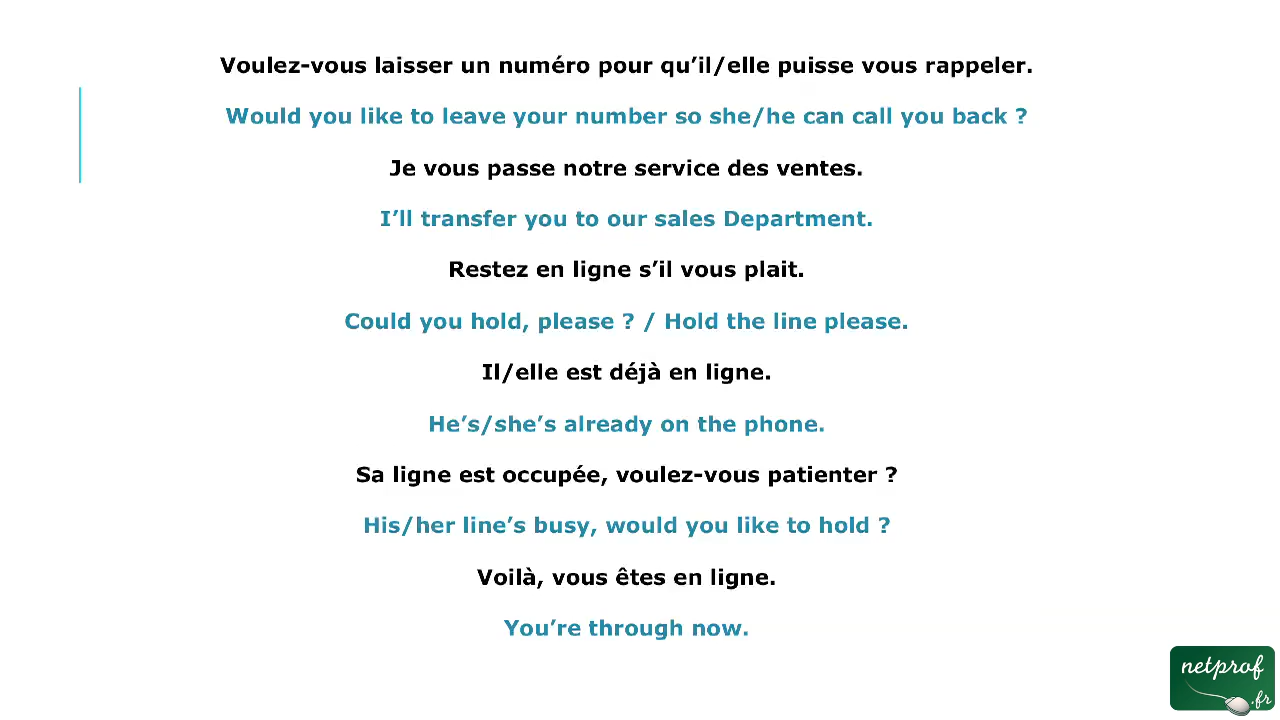 Voulez-vous laisser un numéro pour qu’il/elle puisse vous rappeler.
Would you like to leave your number so she/he can call you back ?
Je vous passe notre service des ventes.
I’ll transfer you to our sales Department.
Restez en ligne s’il vous plait.
Could you hold, please ? / Hold the line please.
Il/elle est déjà en ligne.
He’s/she’s already on the phone.
Sa ligne est occupée, voulez-vous patienter ?
His/her line’s busy, would you like to hold ?
Voilà, vous êtes en ligne.
You’re through now.
netprof
.fr